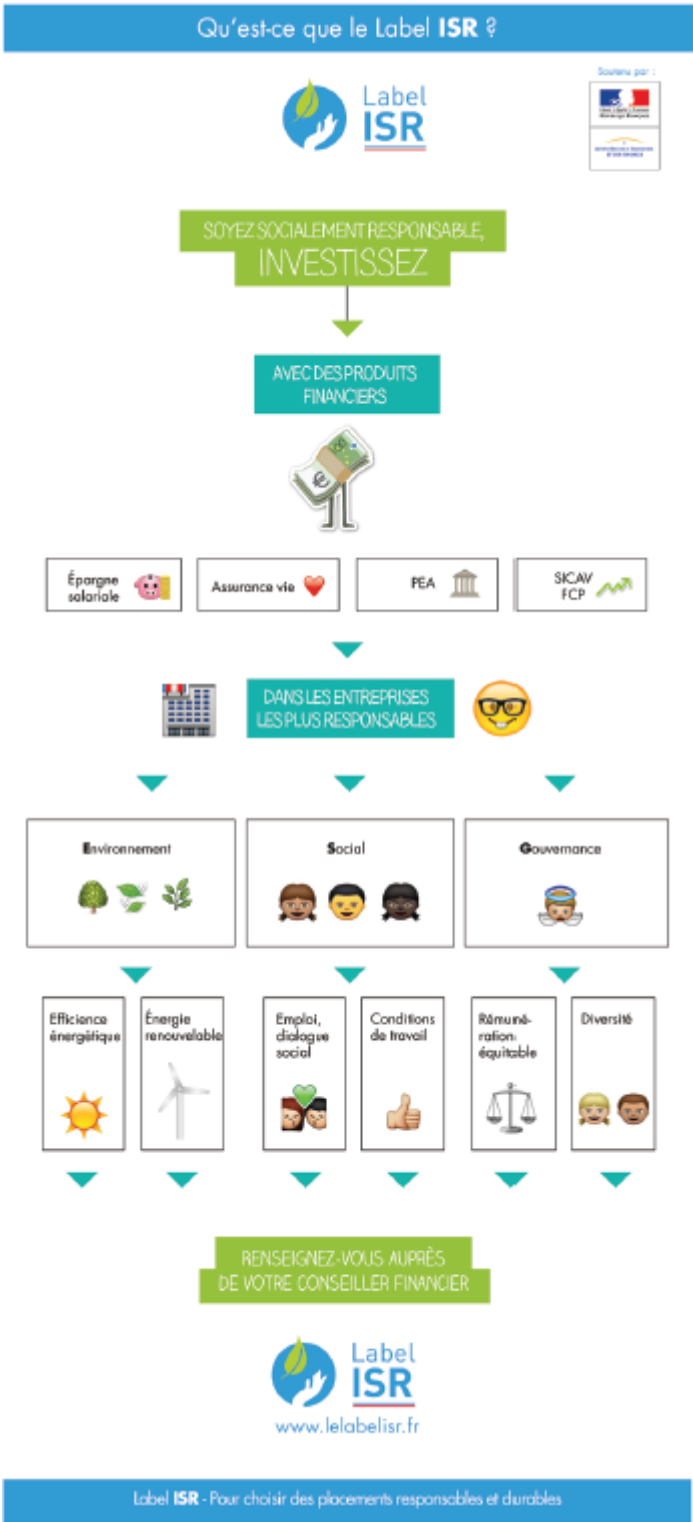 Qu'est-ce que le Label ISR ?
Soutenu par :
Label
ISR
SOYEZ SOCIALEMENT RESPONSABLE,
INVESTISSEZ
AVEC DES PRODUITS
FINANCIERS
100
€
Épargne
salariale
Assurance vie
PEA
SICAV
FCP
DANS LES ENTREPRISES
LES PLUS RESPONSABLES
Environnement
Social
Gouvernance
Efficience
énergétique
Énergie
renouvelable
Emploi,
dialogue
social
Conditions
de travail
Rémuné-
ration
équitable
Diversité
RENSEIGNEZ-VOUS AUPRÈS
DE VOTRE CONSEILLER FINANCIER
Label
ISR
www.lelabelisr.fr
Label ISR - Pour choisir des placements responsables et durables